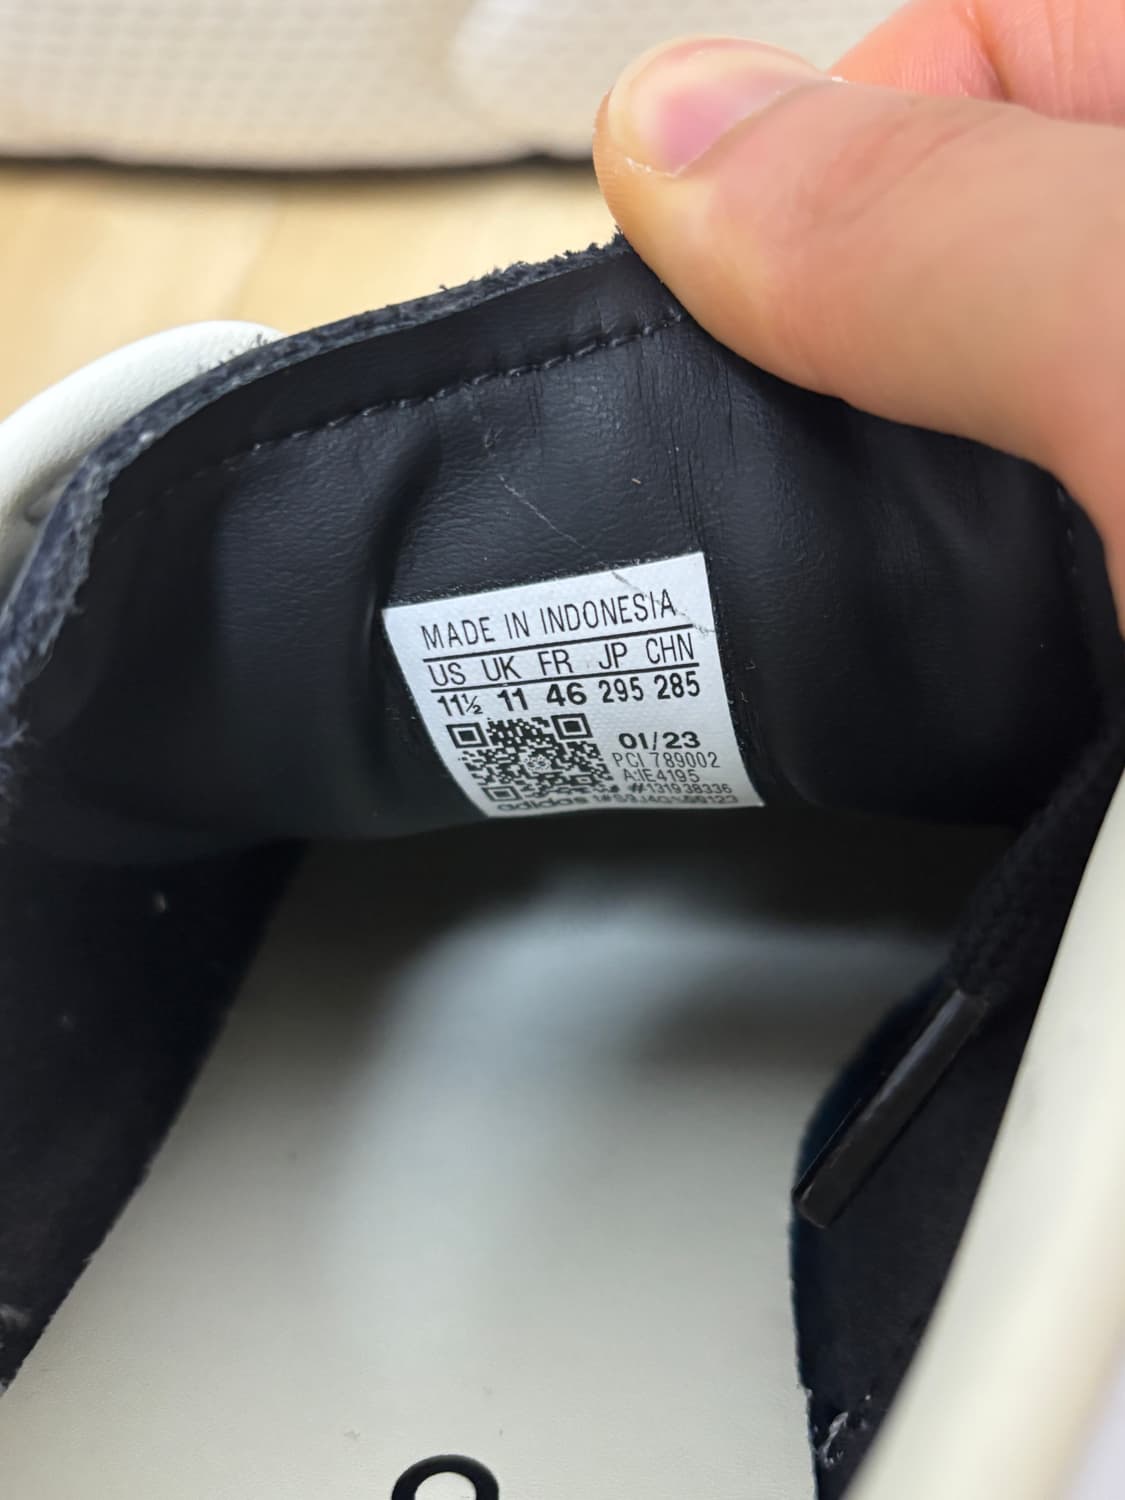 MADE IN INDONESIA
US UK FR JP CHN
11½ 11 46 295 285
01/23
PCI 789002
A:IE4195
#131938336
adidas